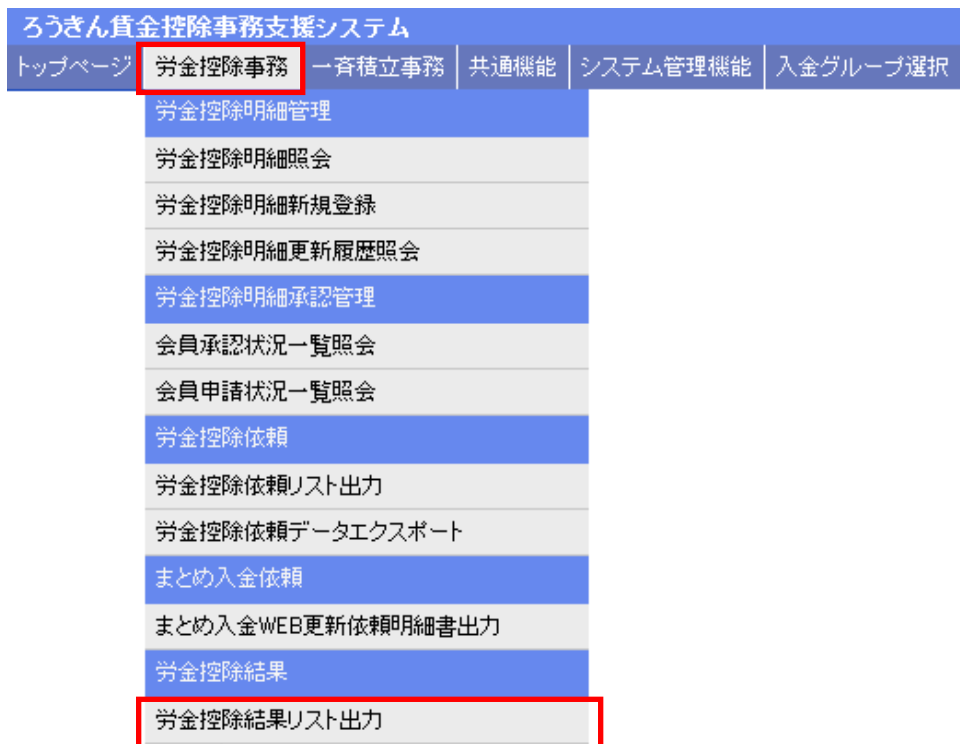 ろうきん賃金控除事務支援システム
トップページ 労金控除事務 一斉積立事務 共通機能 システム管理機能 入金グループ選択
労金控除明細管理
労金控除明細照会
労金控除明細新規登録
労金控除明細更新履歴照会
労金控除明細承認管理
会員承認状況一覧照会
会員申請状況一覧照会
労金控除依頼
労金控除依頼リスト出力
労金控除依頼データエクスポート
まとめ入金依頼
まとめ入金WEB更新依頼明細書出力
労金控除結果
労金控除結果リスト出力